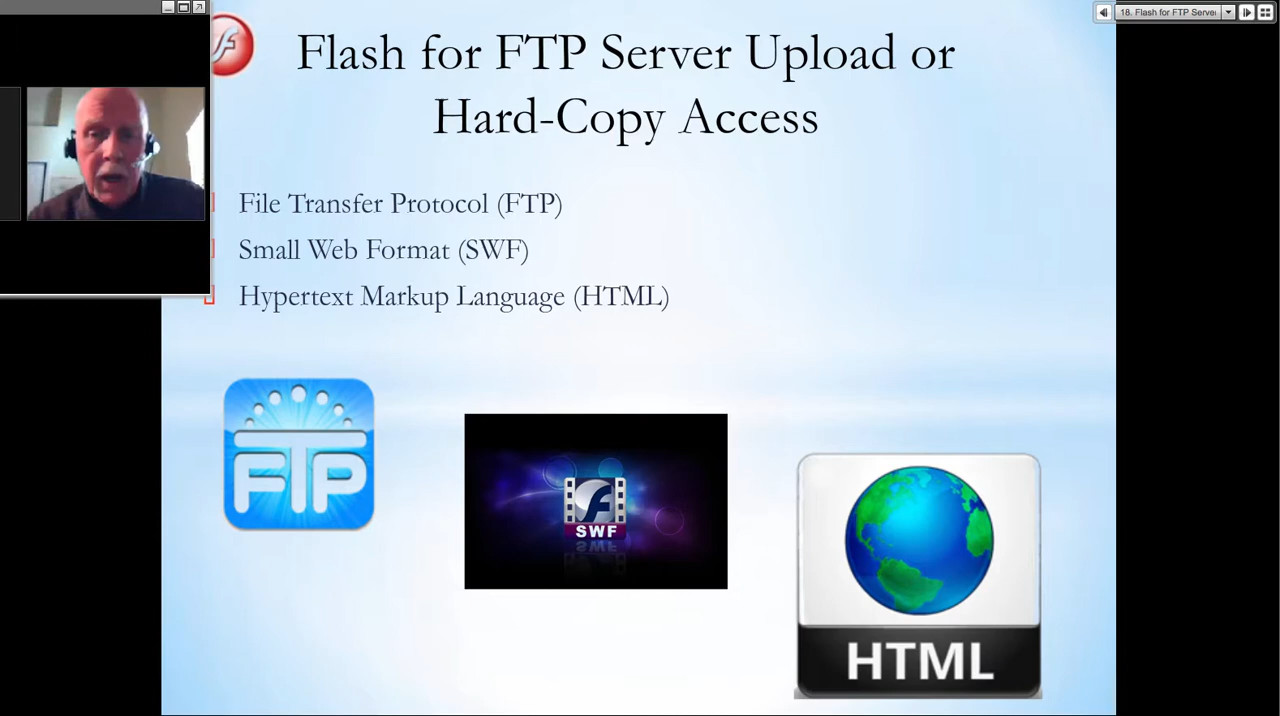 18. Flash for FTP Server
Flash for FTP Server Upload or
Hard-Copy Access
File Transfer Protocol (FTP)
Small Web Format (SWF)
Hypertext Markup Language (HTML)
FTP
SWF
HTML